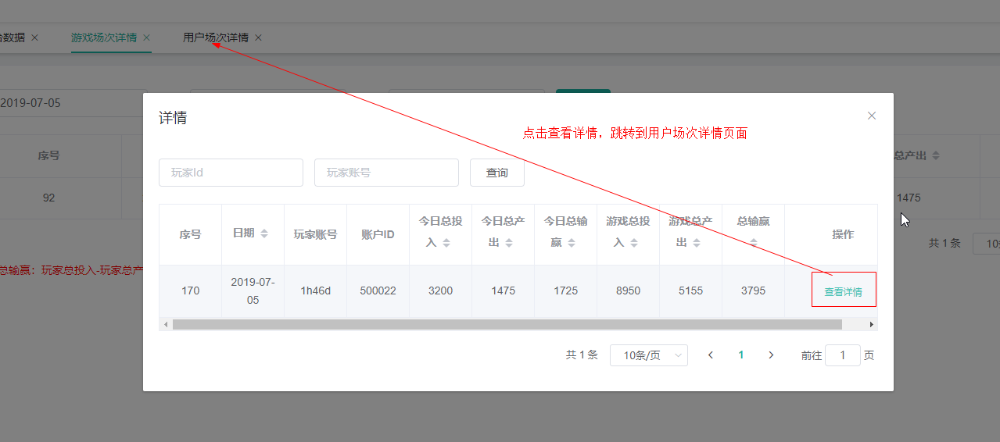 数据 ×
游戏场次详情 ×
用户场次详情 ×
2019-07-05
详情
点击查看详情，跳转到用户场次详情页面
序号
总产出
玩家Id
玩家账号
查询
92
1475
序号
日期
玩家账号
账户ID
今日总投入
今日总产出
今日总输赢
游戏总投入
游戏总产出
总输赢
操作
共 1 条
10
总输赢：玩家总投入-玩家总产
170
2019-07-05
1h46d
500022
3200
1475
1725
8950
5155
3795
查看详情
共 1 条
10条/页
1
前往
1
页